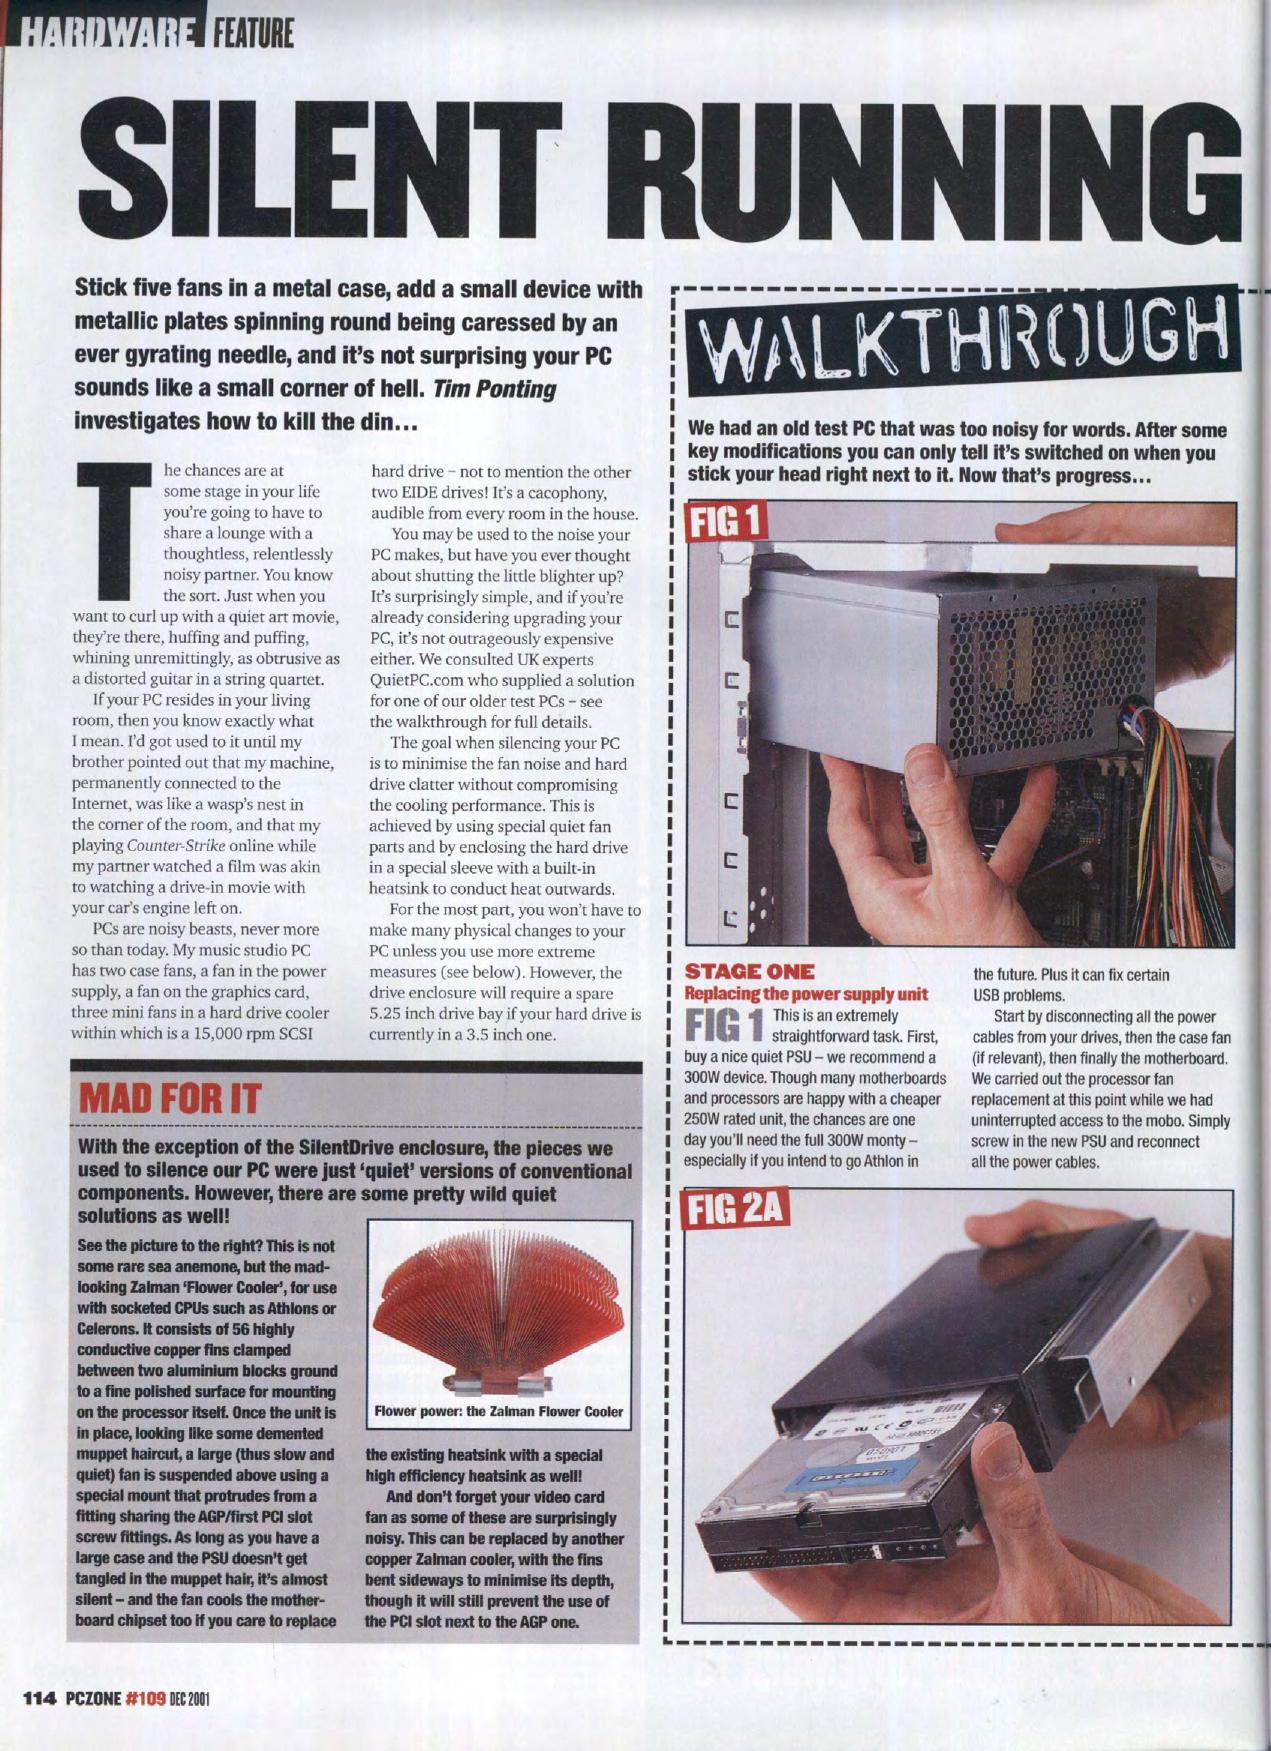 HARDWARE FEATURE
SILENT RUNNING
Stick five fans in a metal case, add a small device with
metallic plates spinning round being caressed by an
ever gyrating needle, and it's not surprising your PC
sounds like a small corner of hell. Tim Ponting
investigates how to kill the din...
The chances are at
some stage in your life
you're going to have to
share a lounge with a
thoughtless, relentlessly
noisy partner. You know
the sort. Just when you
want to curl up with a quiet art movie,
they're there, huffing and puffing,
whining unremittingly, as obtrusive as
a distorted guitar in a string quartet.
If your PC resides in your living
room, then you know exactly what
I mean. I'd got used to it until my
brother pointed out that my machine,
permanently connected to the
Internet, was like a wasp's nest in
the corner of the room, and that my
playing Counter-Strike online while
my partner watched a film was akin
to watching a drive-in movie with
your car's engine left on.
PCs are noisy beasts, never more
so than today. My music studio PC
has two case fans, a fan in the power
supply, a fan on the graphics card,
three mini fans in a hard drive cooler
within which is a 15,000 rpm SCSI
hard drive – not to mention the other
two EIDE drives! It's a cacophony,
audible from every room in the house.
You may be used to the noise your
PC makes, but have you ever thought
about shutting the little blighter up?
It's surprisingly simple, and if you're
already considering upgrading your
PC, it's not outrageously expensive
either. We consulted UK experts
QuietPC.com who supplied a solution
for one of our older test PCs – see
the walkthrough for full details.
The goal when silencing your PC
is to minimise the fan noise and hard
drive clatter without compromising
the cooling performance. This is
achieved by using special quiet fan
parts and by enclosing the hard drive
in a special sleeve with a built-in
heatsink to conduct heat outwards.
For the most part, you won't have to
make many physical changes to your
PC unless you use more extreme
measures (see below). However, the
drive enclosure will require a spare
5.25 inch drive bay if your hard drive is
currently in a 3.5 inch one.
MAD FOR IT
With the exception of the SilentDrive enclosure, the pieces we
used to silence our PC were just 'quiet' versions of conventional
components. However, there are some pretty wild quiet
solutions as well!
See the picture to the right? This is not
some rare sea anemone, but the mad-
looking Zalman 'Flower Cooler', for use
with socketed CPUs such as Athlons or
Celerons. It consists of 56 highly
conductive copper fins clamped
between two aluminium blocks ground
to a fine polished surface for mounting
on the processor itself. Once the unit is
in place, looking like some demented
muppet haircut, a large (thus slow and
quiet) fan is suspended above using a
special mount that protrudes from a
fitting sharing the AGP/first PCI slot
screw fittings. As long as you have a
large case and the PSU doesn't get
tangled in the muppet hair, it's almost
silent – and the fan cools the mother-
board chipset too if you care to replace
Flower power: the Zalman Flower Cooler
the existing heatsink with a special
high efficiency heatsink as well!
And don't forget your video card
fan as some of these are surprisingly
noisy. This can be replaced by another
copper Zalman cooler, with the fins
bent sideways to minimise its depth,
though it will still prevent the use of
the PCI slot next to the AGP one.
WALKTHROUGH
We had an old test PC that was too noisy for words. After some
key modifications you can only tell it's switched on when you
stick your head right next to it. Now that's progress...
FIG 1
STAGE ONE
Replacing the power supply unit
FIG 1 This is an extremely
straightforward task. First,
buy a nice quiet PSU – we recommend a
300W device. Though many motherboards
and processors are happy with a cheaper
250W rated unit, the chances are one
day you'll need the full 300W monty –
especially if you intend to go Athlon in
the future. Plus it can fix certain
USB problems.
Start by disconnecting all the power
cables from your drives, then the case fan
(if relevant), then finally the motherboard.
We carried out the processor fan
replacement at this point while we had
uninterrupted access to the mobo. Simply
screw in the new PSU and reconnect
all the power cables.
FIG 2A
114 PCZONE #109 DEC 2001